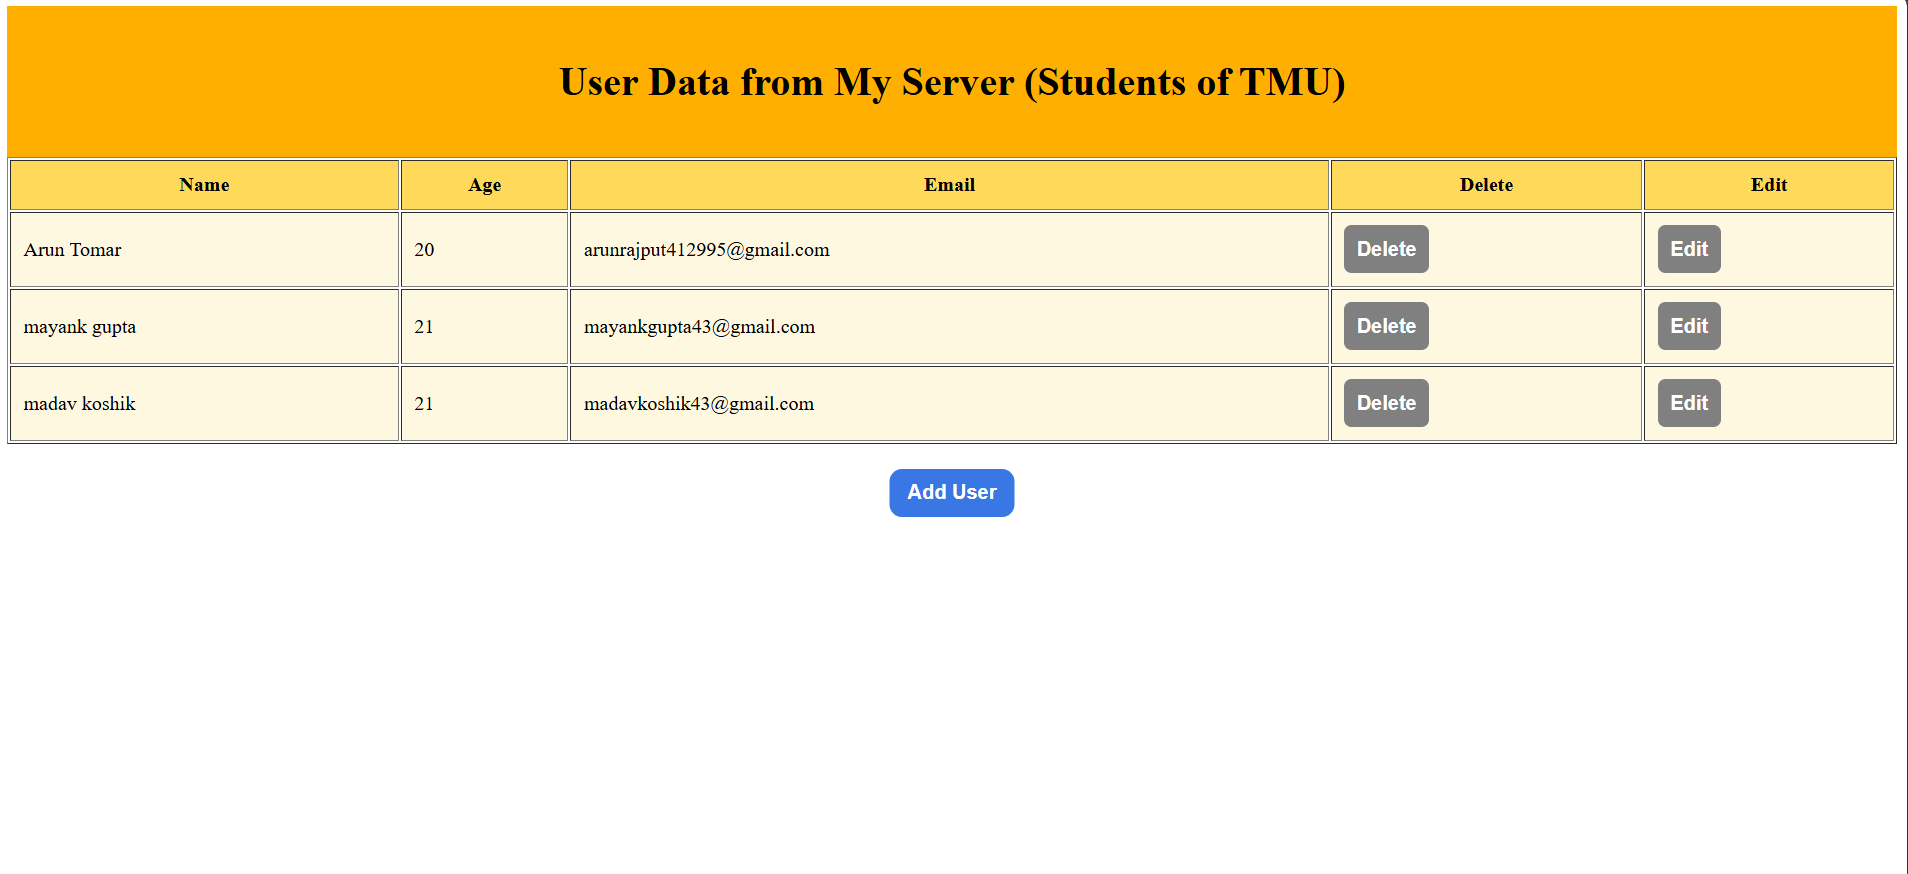 User Data from My Server (Students of TMU)
Name Age Email Delete Edit
Arun Tomar 20 arunrajput412995@gmail.com Delete Edit
mayank gupta 21 mayankgupta43@gmail.com Delete Edit
madav koshik 21 madavkoshik43@gmail.com Delete Edit
Add User